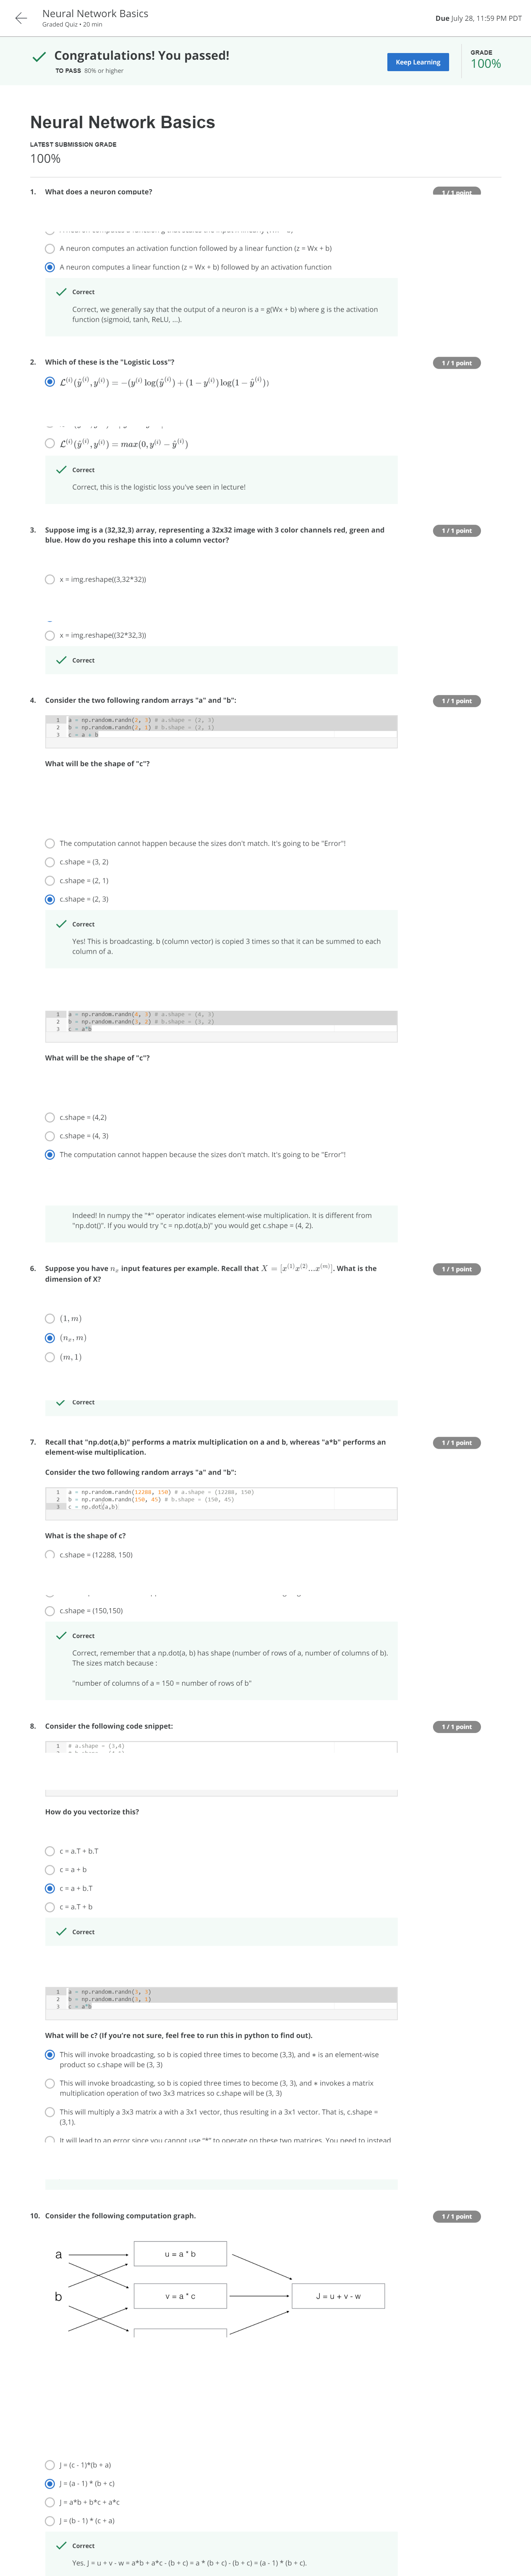 Neural Network Basics
Graded Quiz • 20 min
Due July 28, 11:59 PM PDT
Congratulations! You passed!
TO PASS 80% or higher
Keep Learning
GRADE
100%
Neural Network Basics
LATEST SUBMISSION GRADE
100%
1. What does a neuron compute?
1 / 1 point
A neuron computes an activation function followed by a linear function (z = Wx + b)
A neuron computes a linear function (z = Wx + b) followed by an activation function
Correct
Correct, we generally say that the output of a neuron is a = g(Wx + b) where g is the activation
function (sigmoid, tanh, ReLU, ...).
2. Which of these is the "Logistic Loss"?
1 / 1 point
ℒ^(i)(ŷ^(i), y^(i)) = −(y^(i) log(ŷ^(i)) + (1 − y^(i)) log(1 − ŷ^(i)))
ℒ^(i)(ŷ^(i), y^(i)) = max(0, y^(i) − ŷ^(i))
Correct
Correct, this is the logistic loss you've seen in lecture!
3. Suppose img is a (32,32,3) array, representing a 32x32 image with 3 color channels red, green and
blue. How do you reshape this into a column vector?
1 / 1 point
x = img.reshape((3,32*32))
x = img.reshape((32*32,3))
Correct
4. Consider the two following random arrays "a" and "b":
1 / 1 point
1 a = np.random.randn(2, 3) # a.shape = (2, 3)
2 b = np.random.randn(2, 1) # b.shape = (2, 1)
3 c = a + b
What will be the shape of "c"?
The computation cannot happen because the sizes don't match. It's going to be "Error"!
c.shape = (3, 2)
c.shape = (2, 1)
c.shape = (2, 3)
Correct
Yes! This is broadcasting. b (column vector) is copied 3 times so that it can be summed to each
column of a.
1 a = np.random.randn(4, 3) # a.shape = (4, 3)
2 b = np.random.randn(3, 2) # b.shape = (3, 2)
3 c = a*b
What will be the shape of "c"?
c.shape = (4,2)
c.shape = (4, 3)
The computation cannot happen because the sizes don't match. It's going to be "Error"!
Indeed! In numpy the "*" operator indicates element-wise multiplication. It is different from
"np.dot()". If you would try "c = np.dot(a,b)" you would get c.shape = (4, 2).
6. Suppose you have n_x input features per example. Recall that X = [x^(1) x^(2)...x^(m)]. What is the
dimension of X?
1 / 1 point
(1, m)
(n_x, m)
(m, 1)
Correct
7. Recall that "np.dot(a,b)" performs a matrix multiplication on a and b, whereas "a*b" performs an
element-wise multiplication.
1 / 1 point
Consider the two following random arrays "a" and "b":
1 a = np.random.randn(12288, 150) # a.shape = (12288, 150)
2 b = np.random.randn(150, 45) # b.shape = (150, 45)
3 c = np.dot(a,b)
What is the shape of c?
c.shape = (12288, 150)
c.shape = (150,150)
Correct
Correct, remember that a np.dot(a, b) has shape (number of rows of a, number of columns of b).
The sizes match because :
"number of columns of a = 150 = number of rows of b"
8. Consider the following code snippet:
1 / 1 point
1 # a.shape = (3,4)
How do you vectorize this?
c = a.T + b.T
c = a + b
c = a + b.T
c = a.T + b
Correct
1 a = np.random.randn(3, 3)
2 b = np.random.randn(3, 1)
3 c = a*b
What will be c? (If you're not sure, feel free to run this in python to find out).
This will invoke broadcasting, so b is copied three times to become (3,3), and * is an element-wise
product so c.shape will be (3, 3)
This will invoke broadcasting, so b is copied three times to become (3, 3), and * invokes a matrix
multiplication operation of two 3x3 matrices so c.shape will be (3, 3)
This will multiply a 3x3 matrix a with a 3x1 vector, thus resulting in a 3x1 vector. That is, c.shape =
(3,1).
It will lead to an error since you cannot use "*" to operate on these two matrices. You need to instead
10. Consider the following computation graph.
1 / 1 point
a
u = a * b
b
v = a * c
J = u + v - w
J = (c - 1)*(b + a)
J = (a - 1) * (b + c)
J = a*b + b*c + a*c
J = (b - 1) * (c + a)
Correct
Yes. J = u + v - w = a*b + a*c - (b + c) = a * (b + c) - (b + c) = (a - 1) * (b + c).